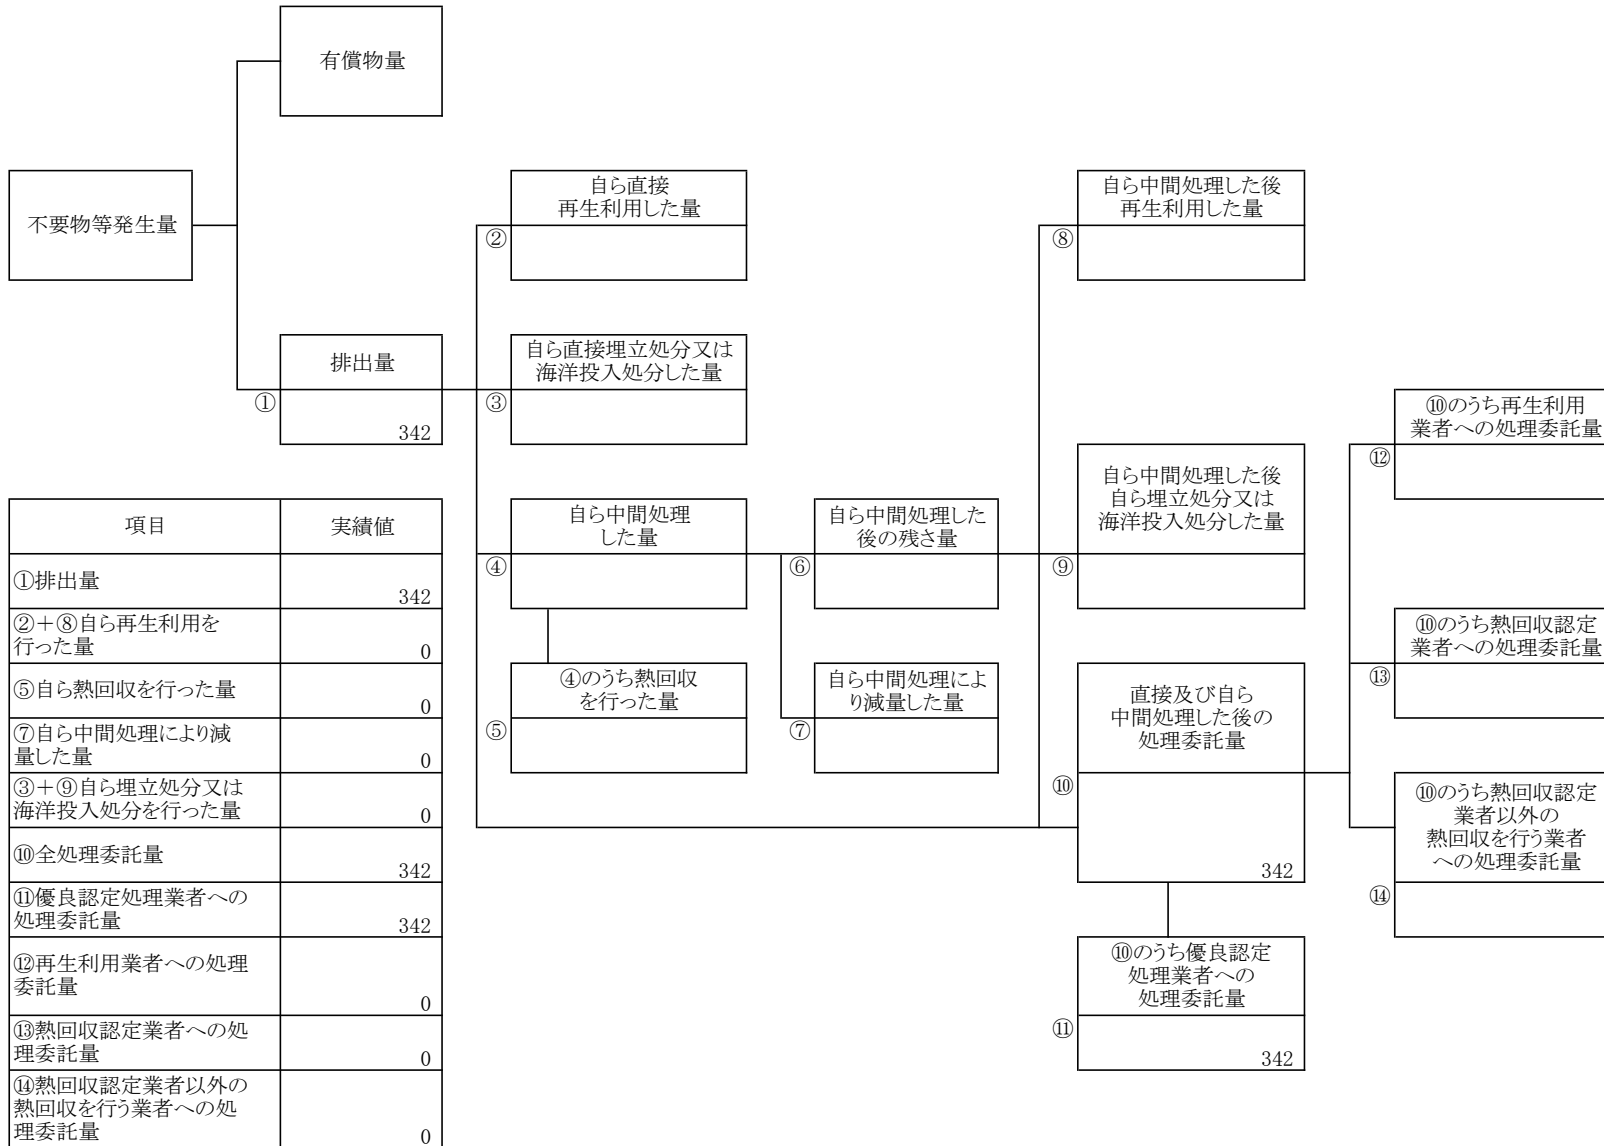 有償物量
不要物等発生量
自ら直接
再生利用した量
②
自ら中間処理した後
再生利用した量
⑧
排出量
①
342
自ら直接埋立処分又は
海洋投入処分した量
③
⑩のうち再生利用
業者への処理委託量
⑫
自ら中間処理
した量
④
自ら中間処理した
後の残さ量
⑥
自ら中間処理した後
自ら埋立処分又は
海洋投入処分した量
⑨
⑩のうち熱回収認定
業者への処理委託量
⑬
④のうち熱回収
を行った量
⑤
自ら中間処理によ
り減量した量
⑦
直接及び自ら
中間処理した後の
処理委託量
⑩
342
⑩のうち熱回収認定
業者以外の
熱回収を行う業者
への処理委託量
⑭
⑩のうち優良認定
処理業者への
処理委託量
⑪
342
項目 実績値
①排出量
342
②+⑧自ら再生利用を
行った量
0
⑤自ら熱回収を行った量
0
⑦自ら中間処理により減
量した量
0
③+⑨自ら埋立処分又は
海洋投入処分を行った量
0
⑩全処理委託量
342
⑪優良認定処理業者への
処理委託量
342
⑫再生利用業者への処理
委託量
0
⑬熱回収認定業者への処
理委託量
0
⑭熱回収認定業者以外の
熱回収を行う業者への処
理委託量
0